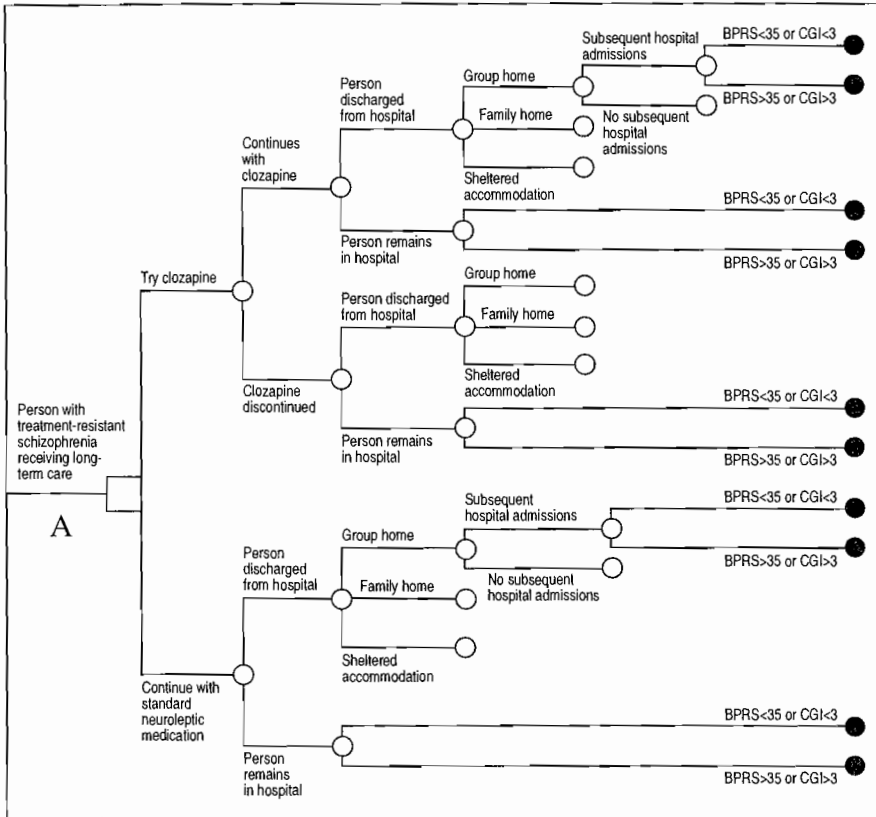 BPRS<35 or CGI<3
Subsequent hospital
admissions
BPRS>35 or CGI>3
Group home
Person
discharged
from hospital
Family home
No subsequent
hospital
admissions
Continues
with
clozapine
Sheltered
accommodation
BPRS<35 or CGI<3
Person remains
in hospital
BPRS>35 or CGI>3
Try clozapine
Group home
Person discharged
from hospital
Family home
Sheltered
accommodation
Clozapine
discontinued
BPRS<35 or CGI<3
Person remains
in hospital
BPRS>35 or CGI>3
Person with
treatment-resistant
schizophrenia
receiving long-
term care
A
BPRS<35 or CGI<3
Subsequent
hospital admissions
BPRS>35 or CGI>3
Group home
Person
discharged
from hospital
No subsequent
hospital admissions
Family home
Sheltered
accommodation
Continue with
standard
neuroleptic
medication
BPRS<35 or CGI<3
Person
remains
in hospital
BPRS>35 or CGI>3